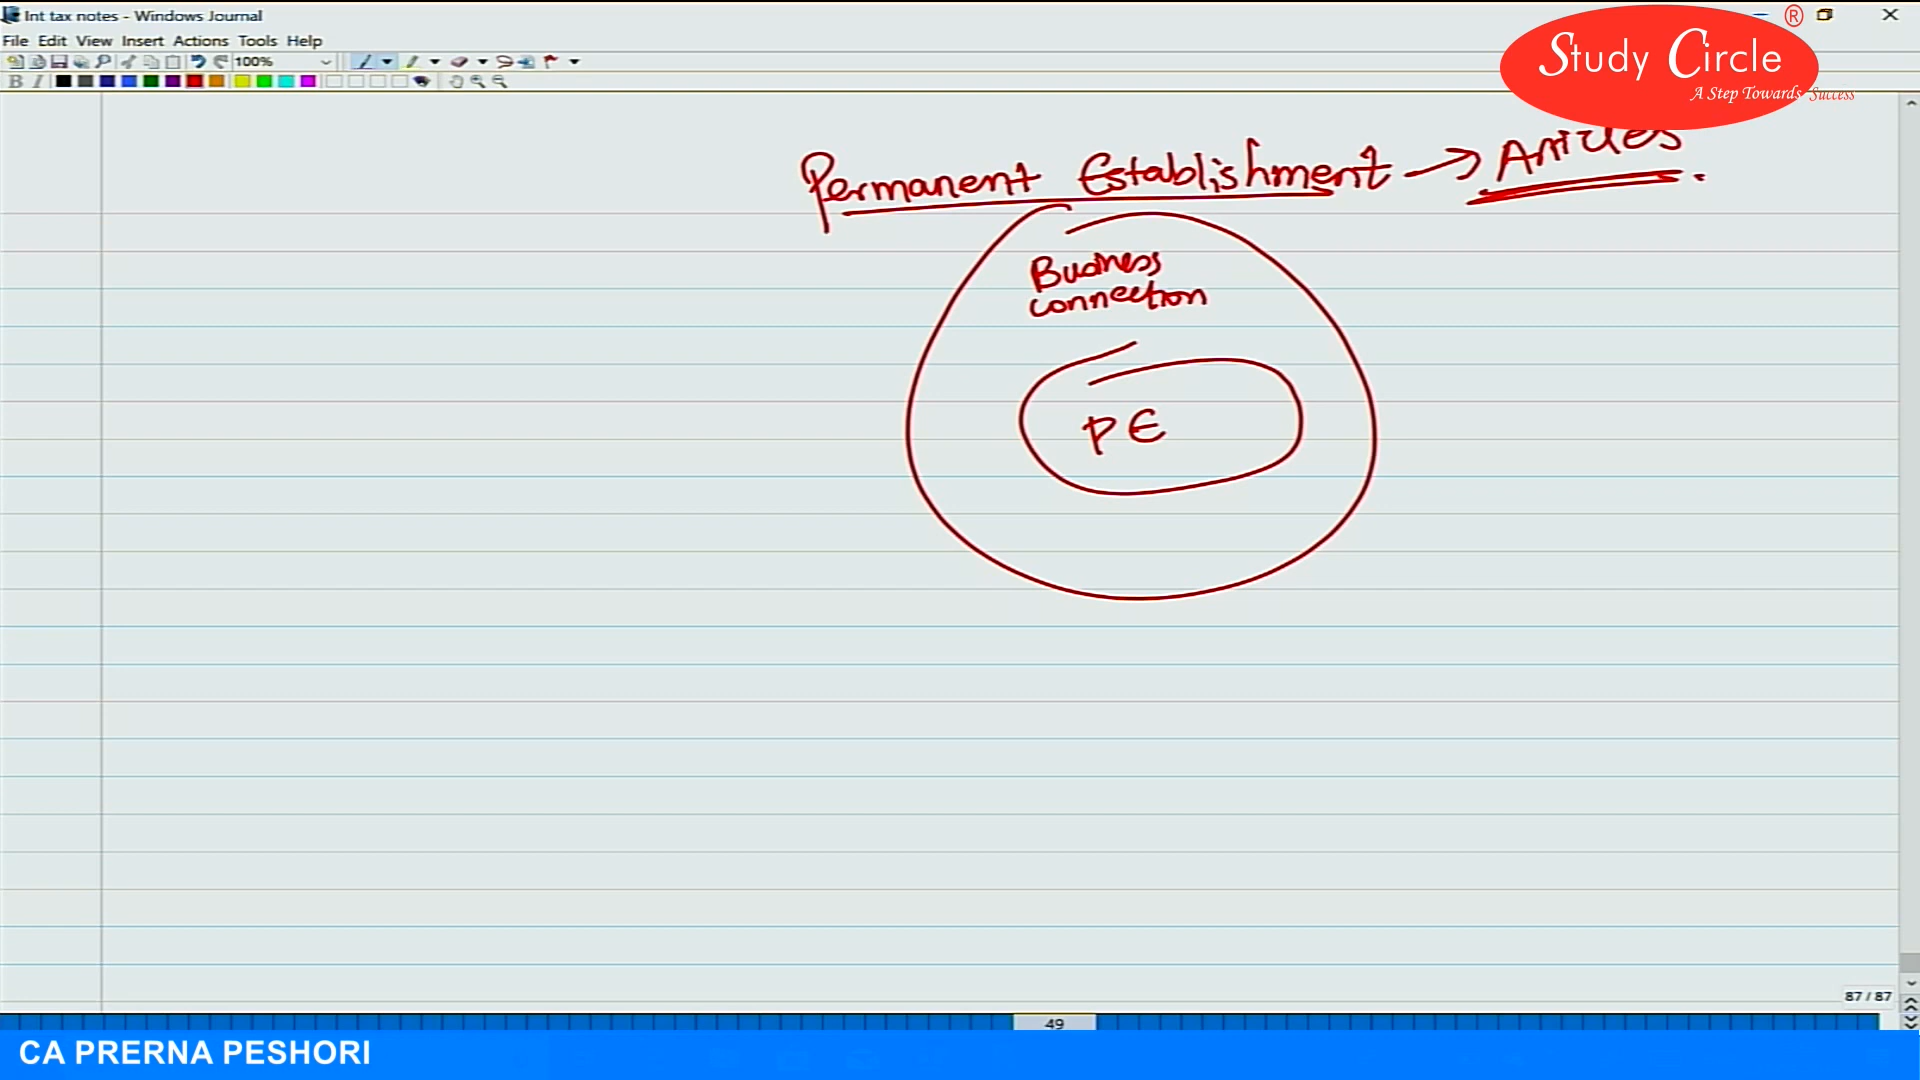 Int tax notes - Windows Journal
File Edit View Insert Actions Tools Help
100%
B I
Study Circle ®
A Step Towards Success
Permanent Establishment → Articles.
Business
connection
PE
87 / 87
49
CA PRERNA PESHORI